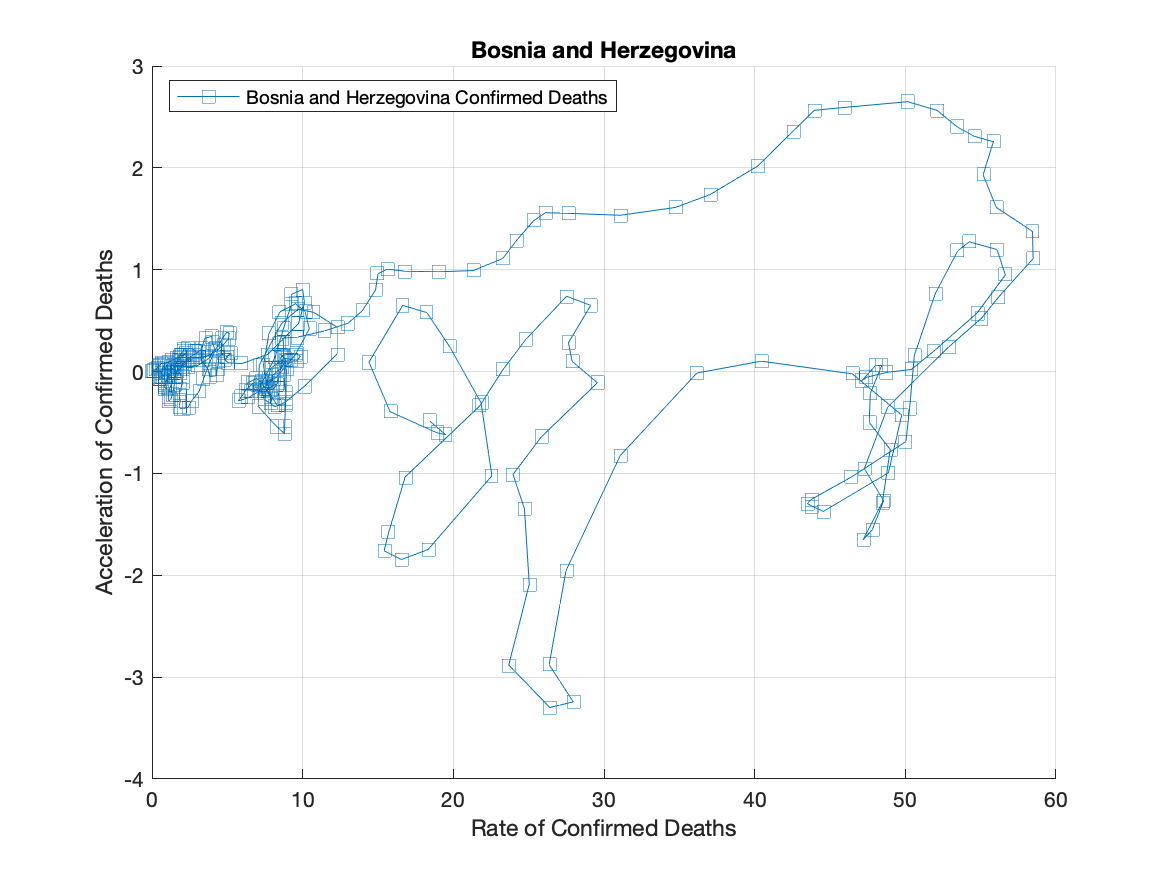 Bosnia and Herzegovina
3
Bosnia and Herzegovina Confirmed Deaths
2
1
0
-1
-2
-3
-4
Acceleration of Confirmed Deaths
0 10 20 30 40 50 60
Rate of Confirmed Deaths